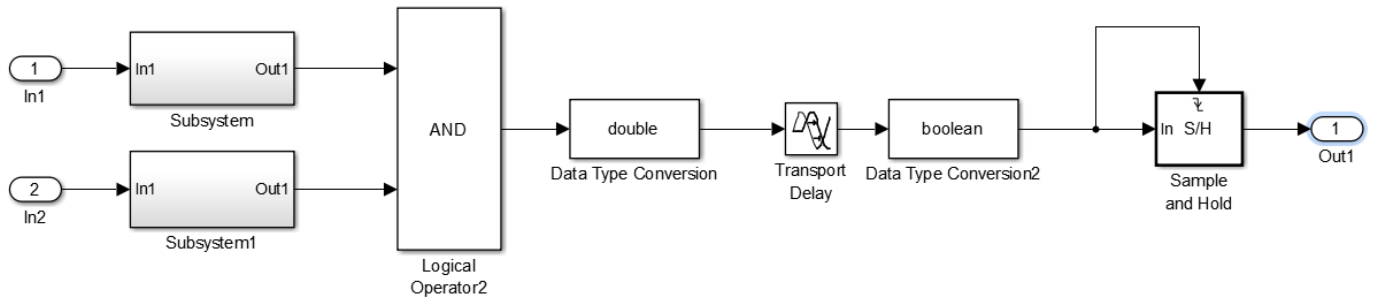 1
In1
In1
Out1
Subsystem
2
In2
In1
Out1
Subsystem1
AND
Logical
Operator2
double
Data Type Conversion
Transport
Delay
boolean
Data Type Conversion2
In
S/H
Sample
and Hold
1
Out1